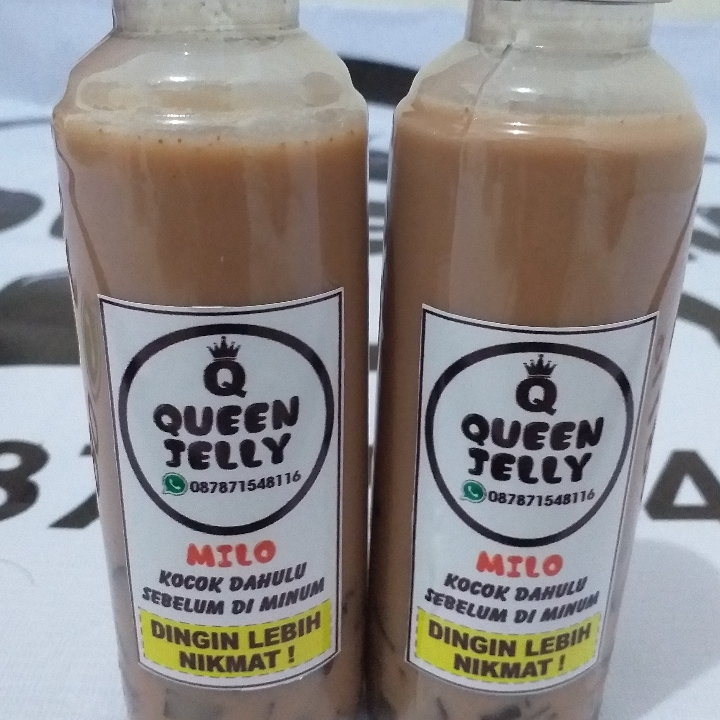 Q
QUEEN
JELLY
087871548116
MILO
KOCOK DAHULU
SEBELUM DI MINUM
DINGIN LEBIH
NIKMAT !
Q
QUEEN
JELLY
087871548116
MILO
KOCOK DAHULU
SEBELUM DI MINUM
DINGIN LEBIH
NIKMAT !